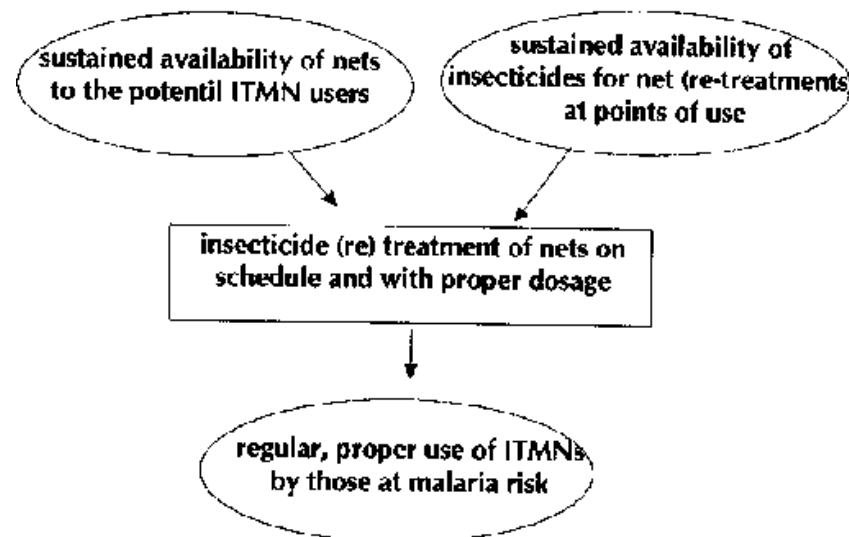 sustained availability of nets
to the potentil ITMN users
sustained availability of
insecticides for net (re-treatments)
at points of use
insecticide (re) treatment of nets on
schedule and with proper dosage
regular, proper use of ITMNs
by those at malaria risk